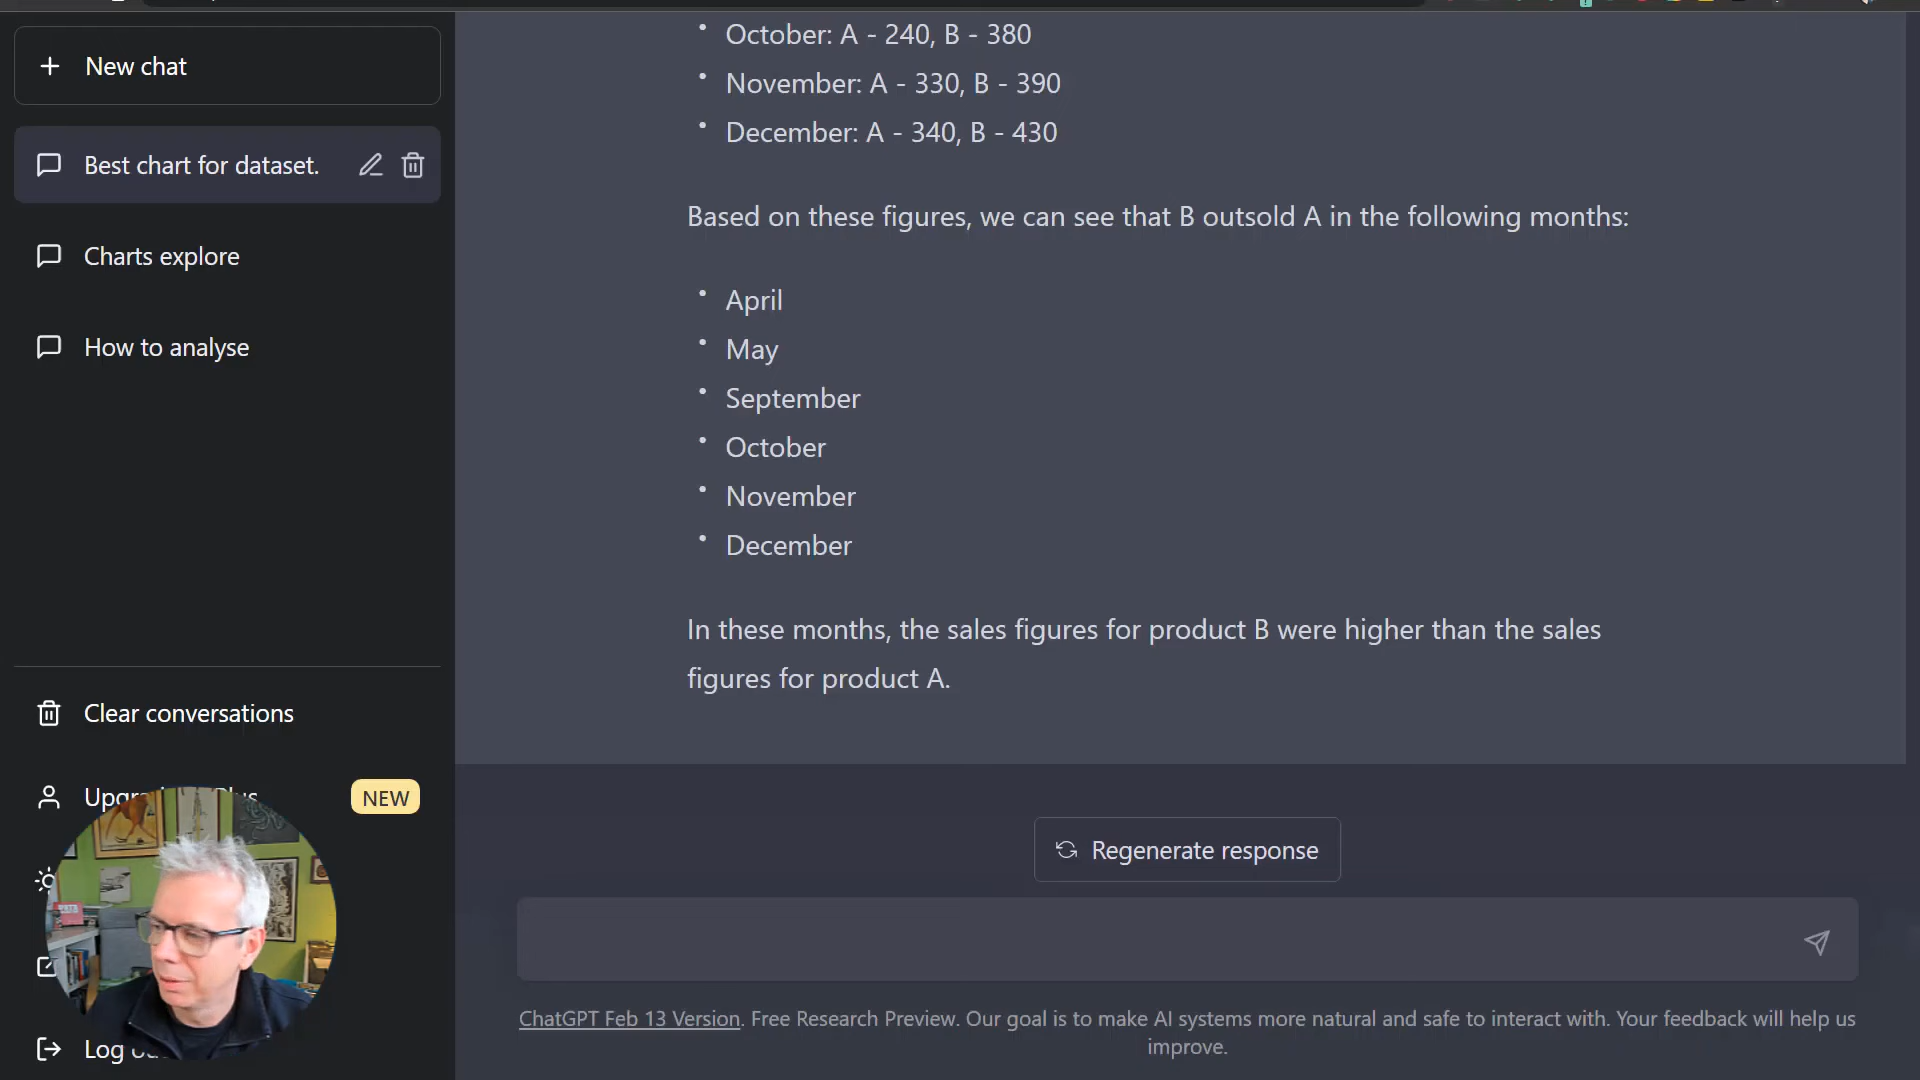 New chat
Best chart for dataset.
Charts explore
How to analyse
Clear conversations
NEW
Log
• October: A - 240, B - 380
• November: A - 330, B - 390
• December: A - 340, B - 430
Based on these figures, we can see that B outsold A in the following months:
• April
• May
• September
• October
• November
• December
In these months, the sales figures for product B were higher than the sales
figures for product A.
Regenerate response
ChatGPT Feb 13 Version. Free Research Preview. Our goal is to make AI systems more natural and safe to interact with. Your feedback will help us
improve.